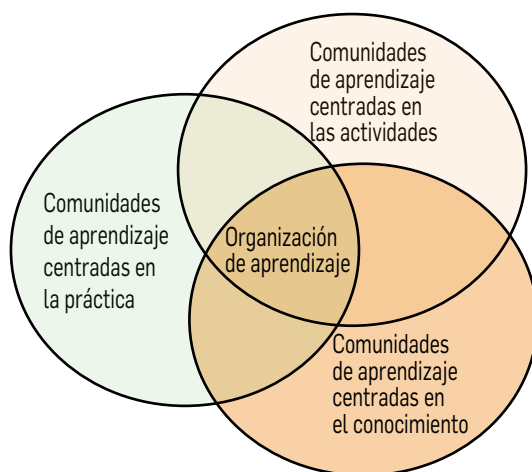 Comunidades
de aprendizaje
centradas en
las actividades
Comunidades
de aprendizaje
centradas en
la práctica
Organización
de aprendizaje
Comunidades
de aprendizaje
centradas en
el conocimiento